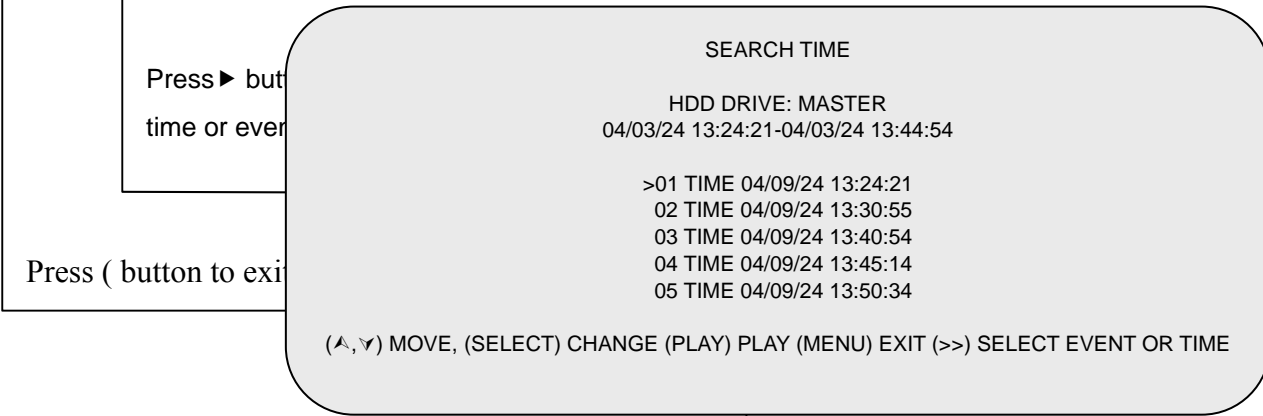 Press ▶ but
time or even
Press ( button to exit
SEARCH TIME
HDD DRIVE: MASTER
04/03/24 13:24:21-04/03/24 13:44:54
>01 TIME 04/09/24 13:24:21
02 TIME 04/09/24 13:30:55
03 TIME 04/09/24 13:40:54
04 TIME 04/09/24 13:45:14
05 TIME 04/09/24 13:50:34
(⋏,⋎) MOVE, (SELECT) CHANGE (PLAY) PLAY (MENU) EXIT (>>) SELECT EVENT OR TIME